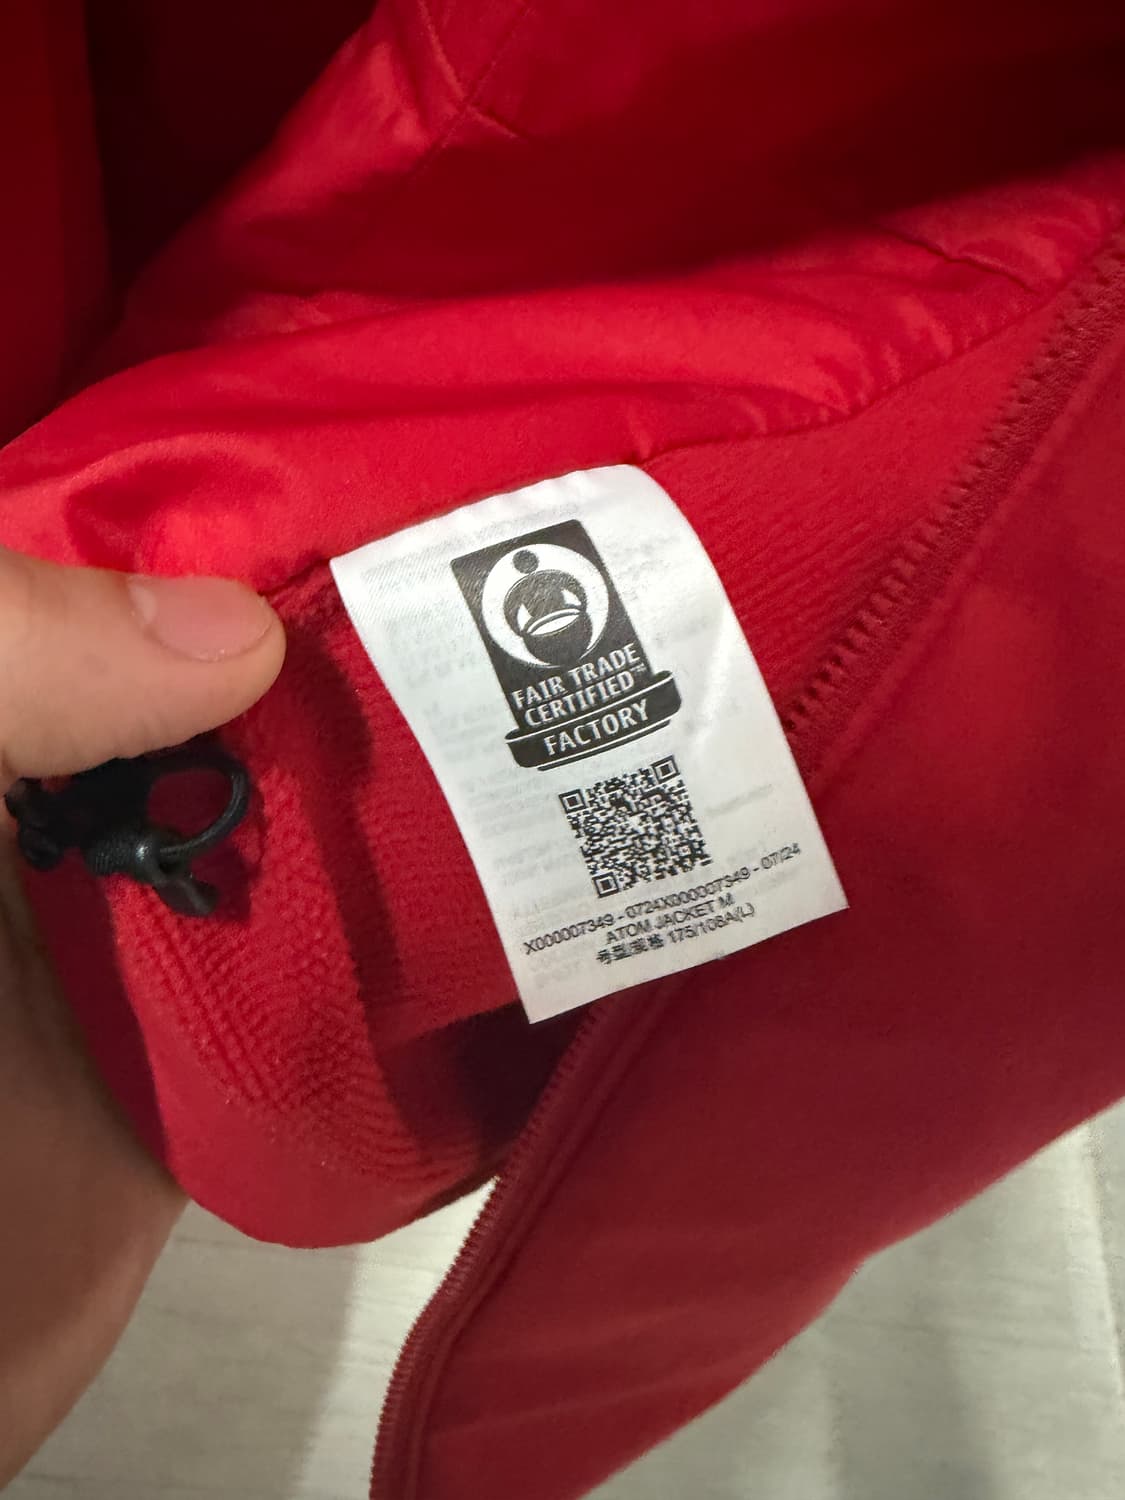 FAIR TRADE
CERTIFIED™
FACTORY
X000007349 - 0724X000007349 - 07/24
ATOM JACKET M
号型规格 175/108A(L)